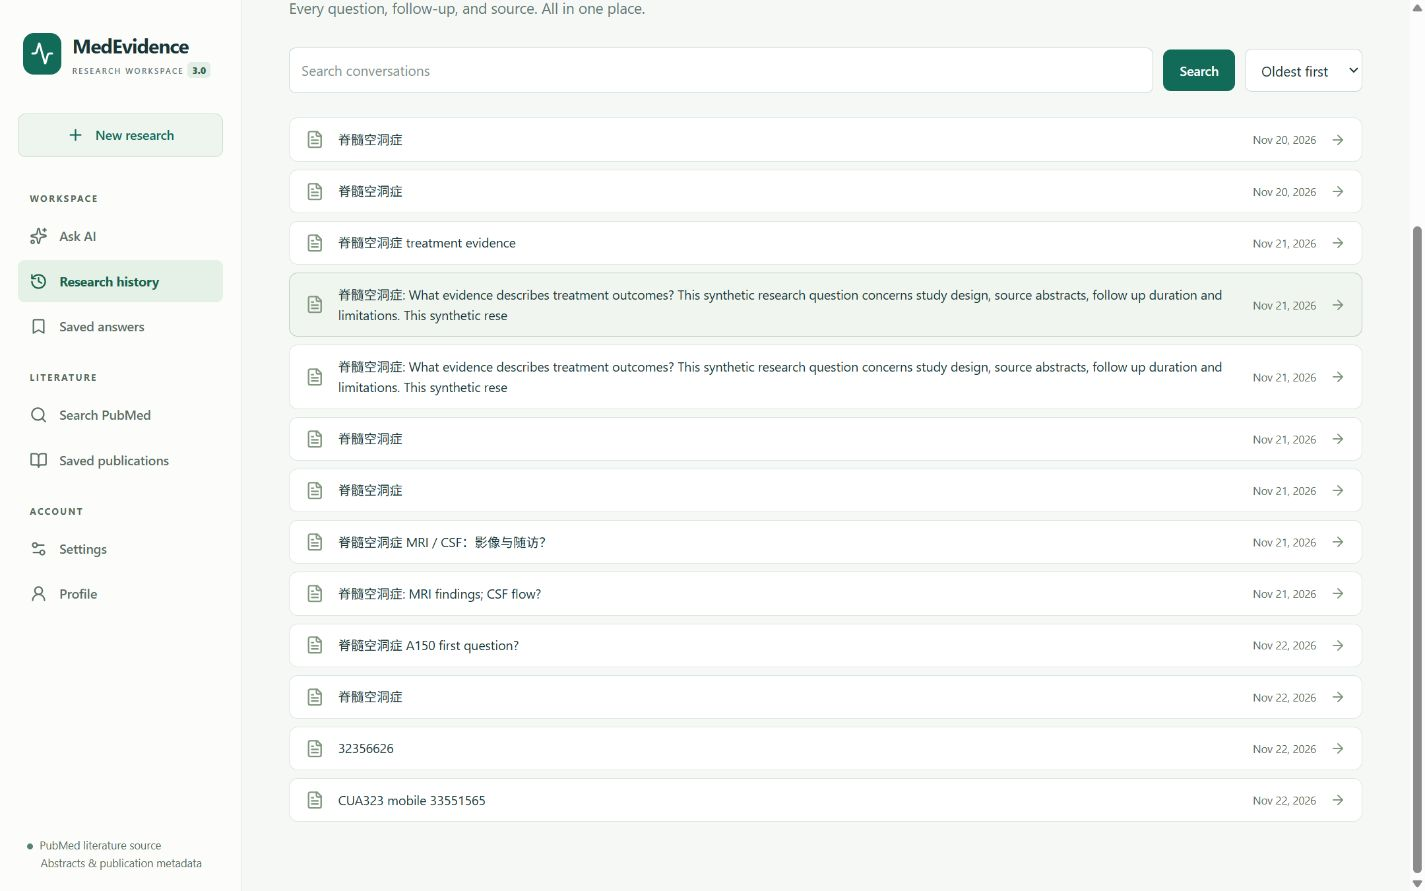 Every question, follow-up, and source. All in one place.
MedEvidence
RESEARCH WORKSPACE 3.0
New research
WORKSPACE
Ask AI
Research history
Saved answers
LITERATURE
Search PubMed
Saved publications
ACCOUNT
Settings
Profile
PubMed literature source
Abstracts & publication metadata
Search conversations
Search
Oldest first
脊髓空洞症 Nov 20, 2026
脊髓空洞症 Nov 20, 2026
脊髓空洞症 treatment evidence Nov 21, 2026
脊髓空洞症: What evidence describes treatment outcomes? This synthetic research question concerns study design, source abstracts, follow up duration and
limitations. This synthetic rese
Nov 21, 2026
脊髓空洞症: What evidence describes treatment outcomes? This synthetic research question concerns study design, source abstracts, follow up duration and
limitations. This synthetic rese
Nov 21, 2026
脊髓空洞症 Nov 21, 2026
脊髓空洞症 Nov 21, 2026
脊髓空洞症 MRI / CSF：影像与随访？ Nov 21, 2026
脊髓空洞症: MRI findings; CSF flow? Nov 21, 2026
脊髓空洞症 A150 first question? Nov 22, 2026
脊髓空洞症 Nov 22, 2026
32356626 Nov 22, 2026
CUA323 mobile 33551565 Nov 22, 2026